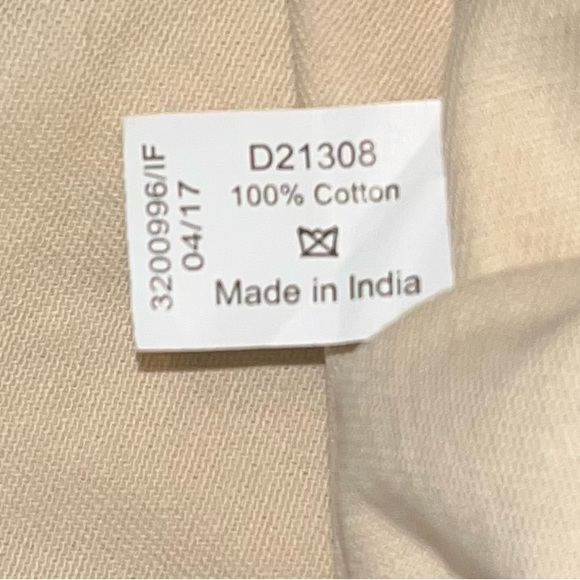 D21308
100% Cotton
Made in India
3200996/IF
04/17